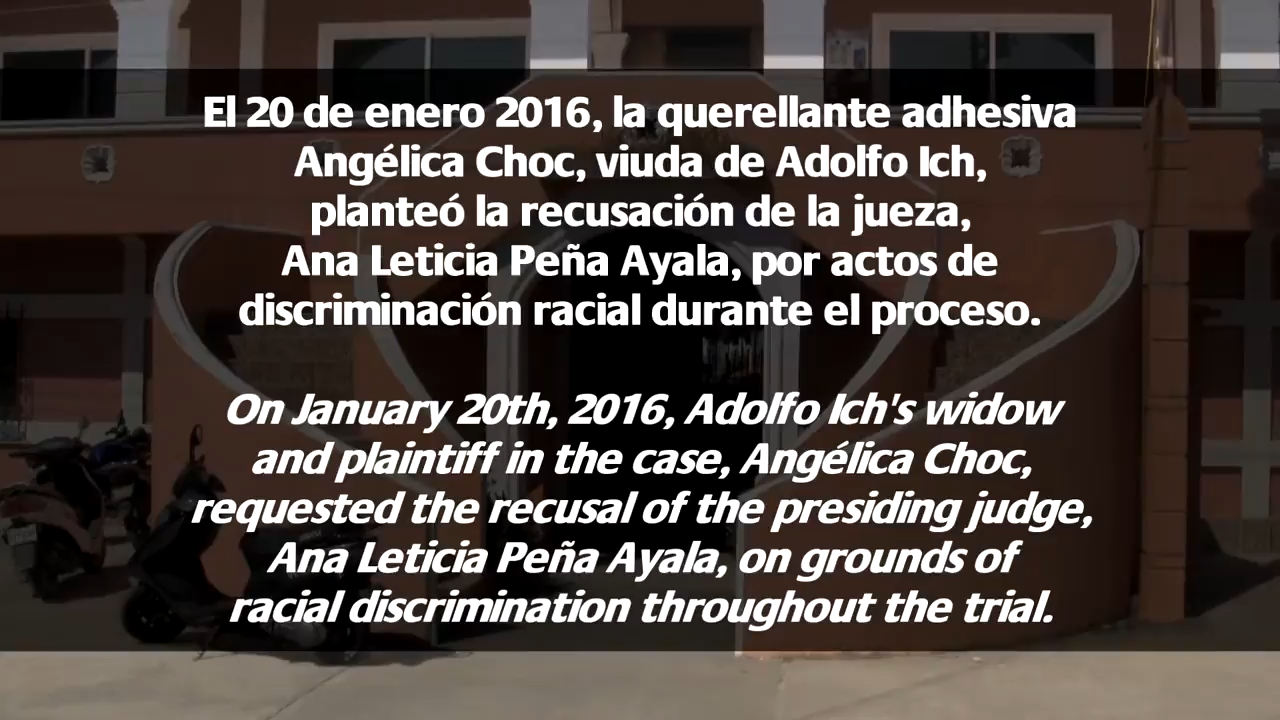 El 20 de enero 2016, la querellante adhesiva
Angélica Choc, viuda de Adolfo Ich,
planteó la recusación de la jueza,
Ana Leticia Peña Ayala, por actos de
discriminación racial durante el proceso.
On January 20th, 2016, Adolfo Ich's widow
and plaintiff in the case, Angélica Choc,
requested the recusal of the presiding judge,
Ana Leticia Peña Ayala, on grounds of
racial discrimination throughout the trial.